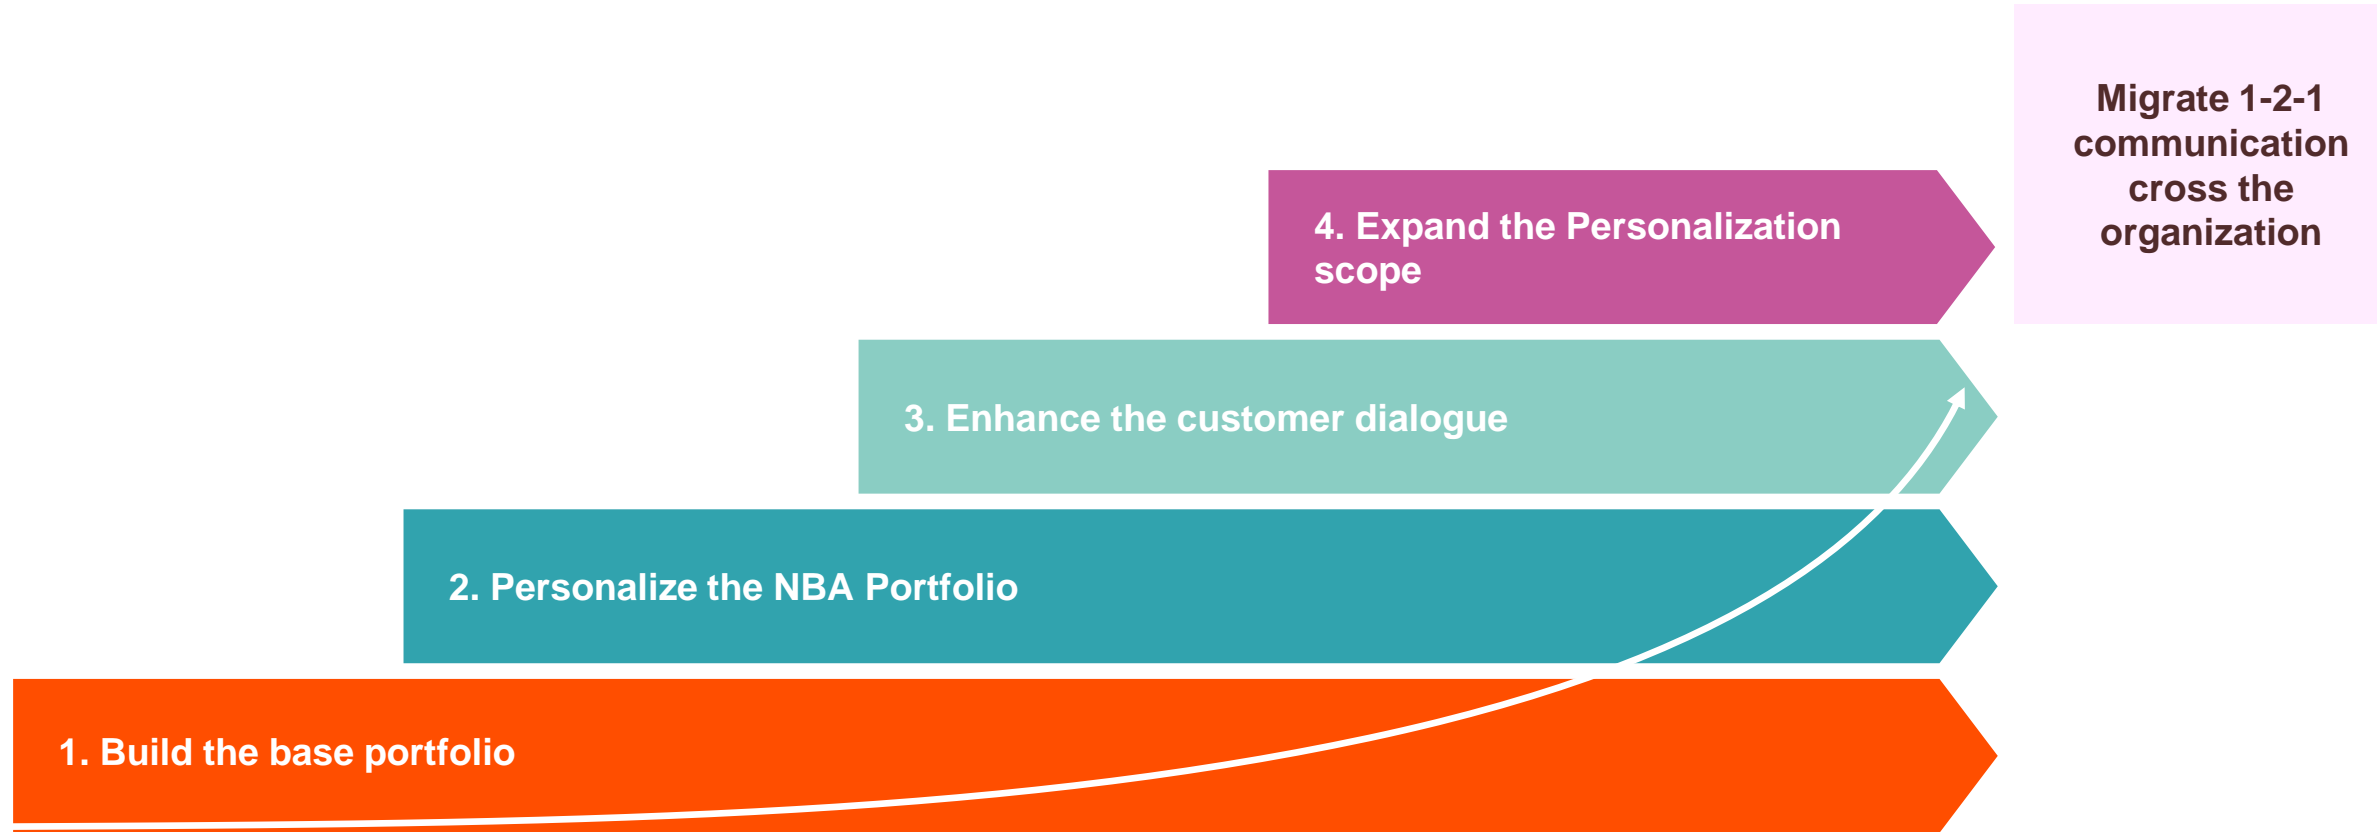 Migrate 1-2-1
communication
cross the
organization
4. Expand the Personalization
scope
3. Enhance the customer dialogue
2. Personalize the NBA Portfolio
1. Build the base portfolio